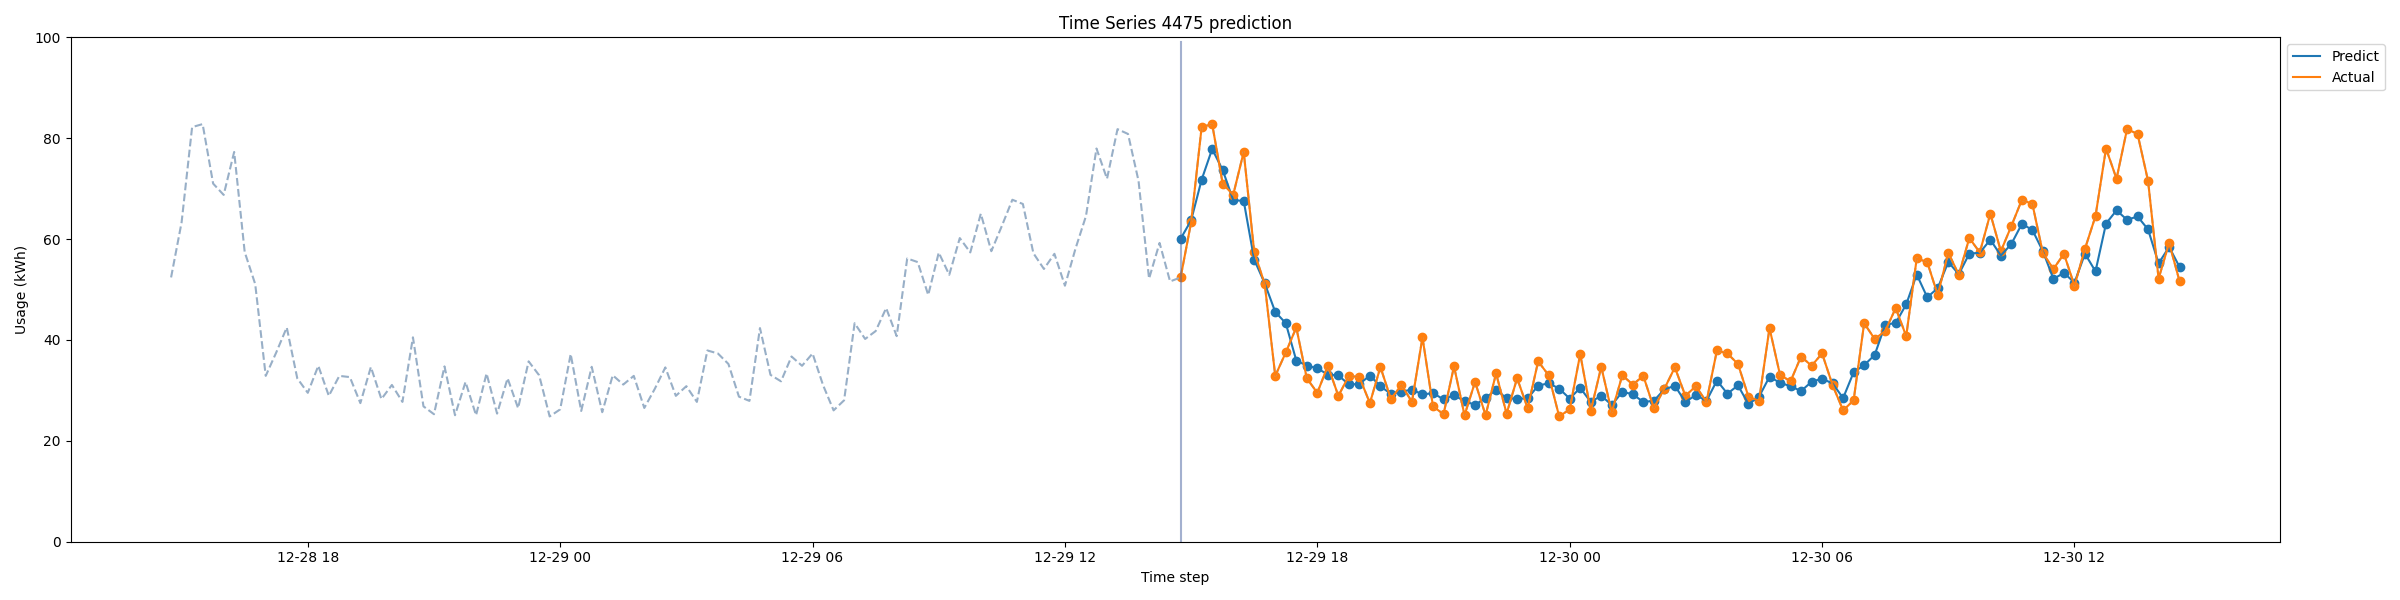 Time Series 4475 prediction
Predict
Actual
Usage (kWh)
100
80
60
40
20
0
12-28 18
12-29 00
12-29 06
12-29 12
12-29 18
12-30 00
12-30 06
12-30 12
Time step